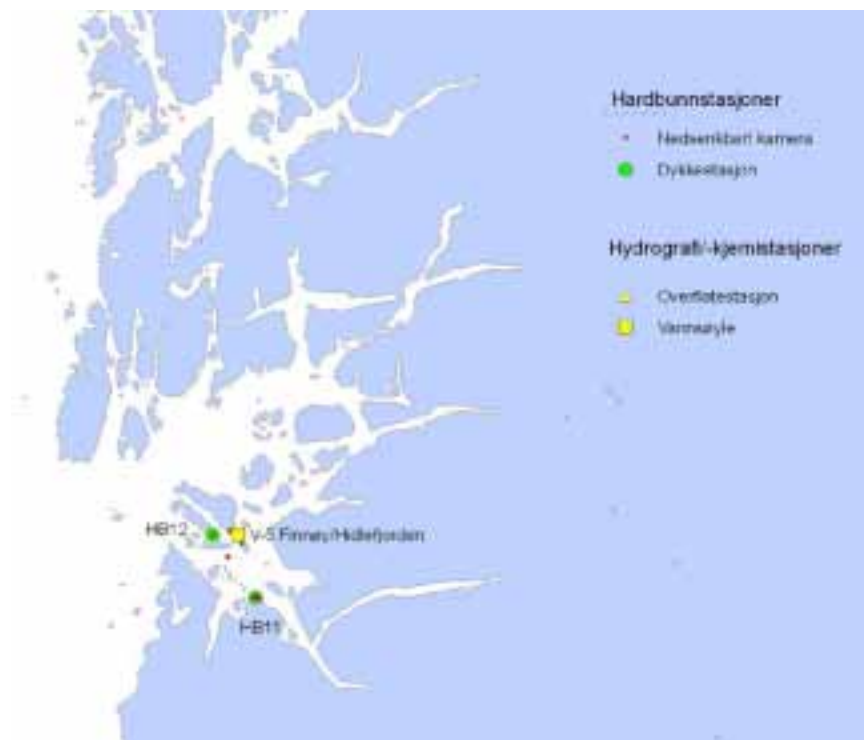 Hardbunnstasjoner
Nedsenkbart kamera
Dykkestasjon
Hydrografi/-kjemistasjoner
Overflatestasjon
Vannsøyle
HB12
V-5 Finnøy/Hidlefjorden
HB11